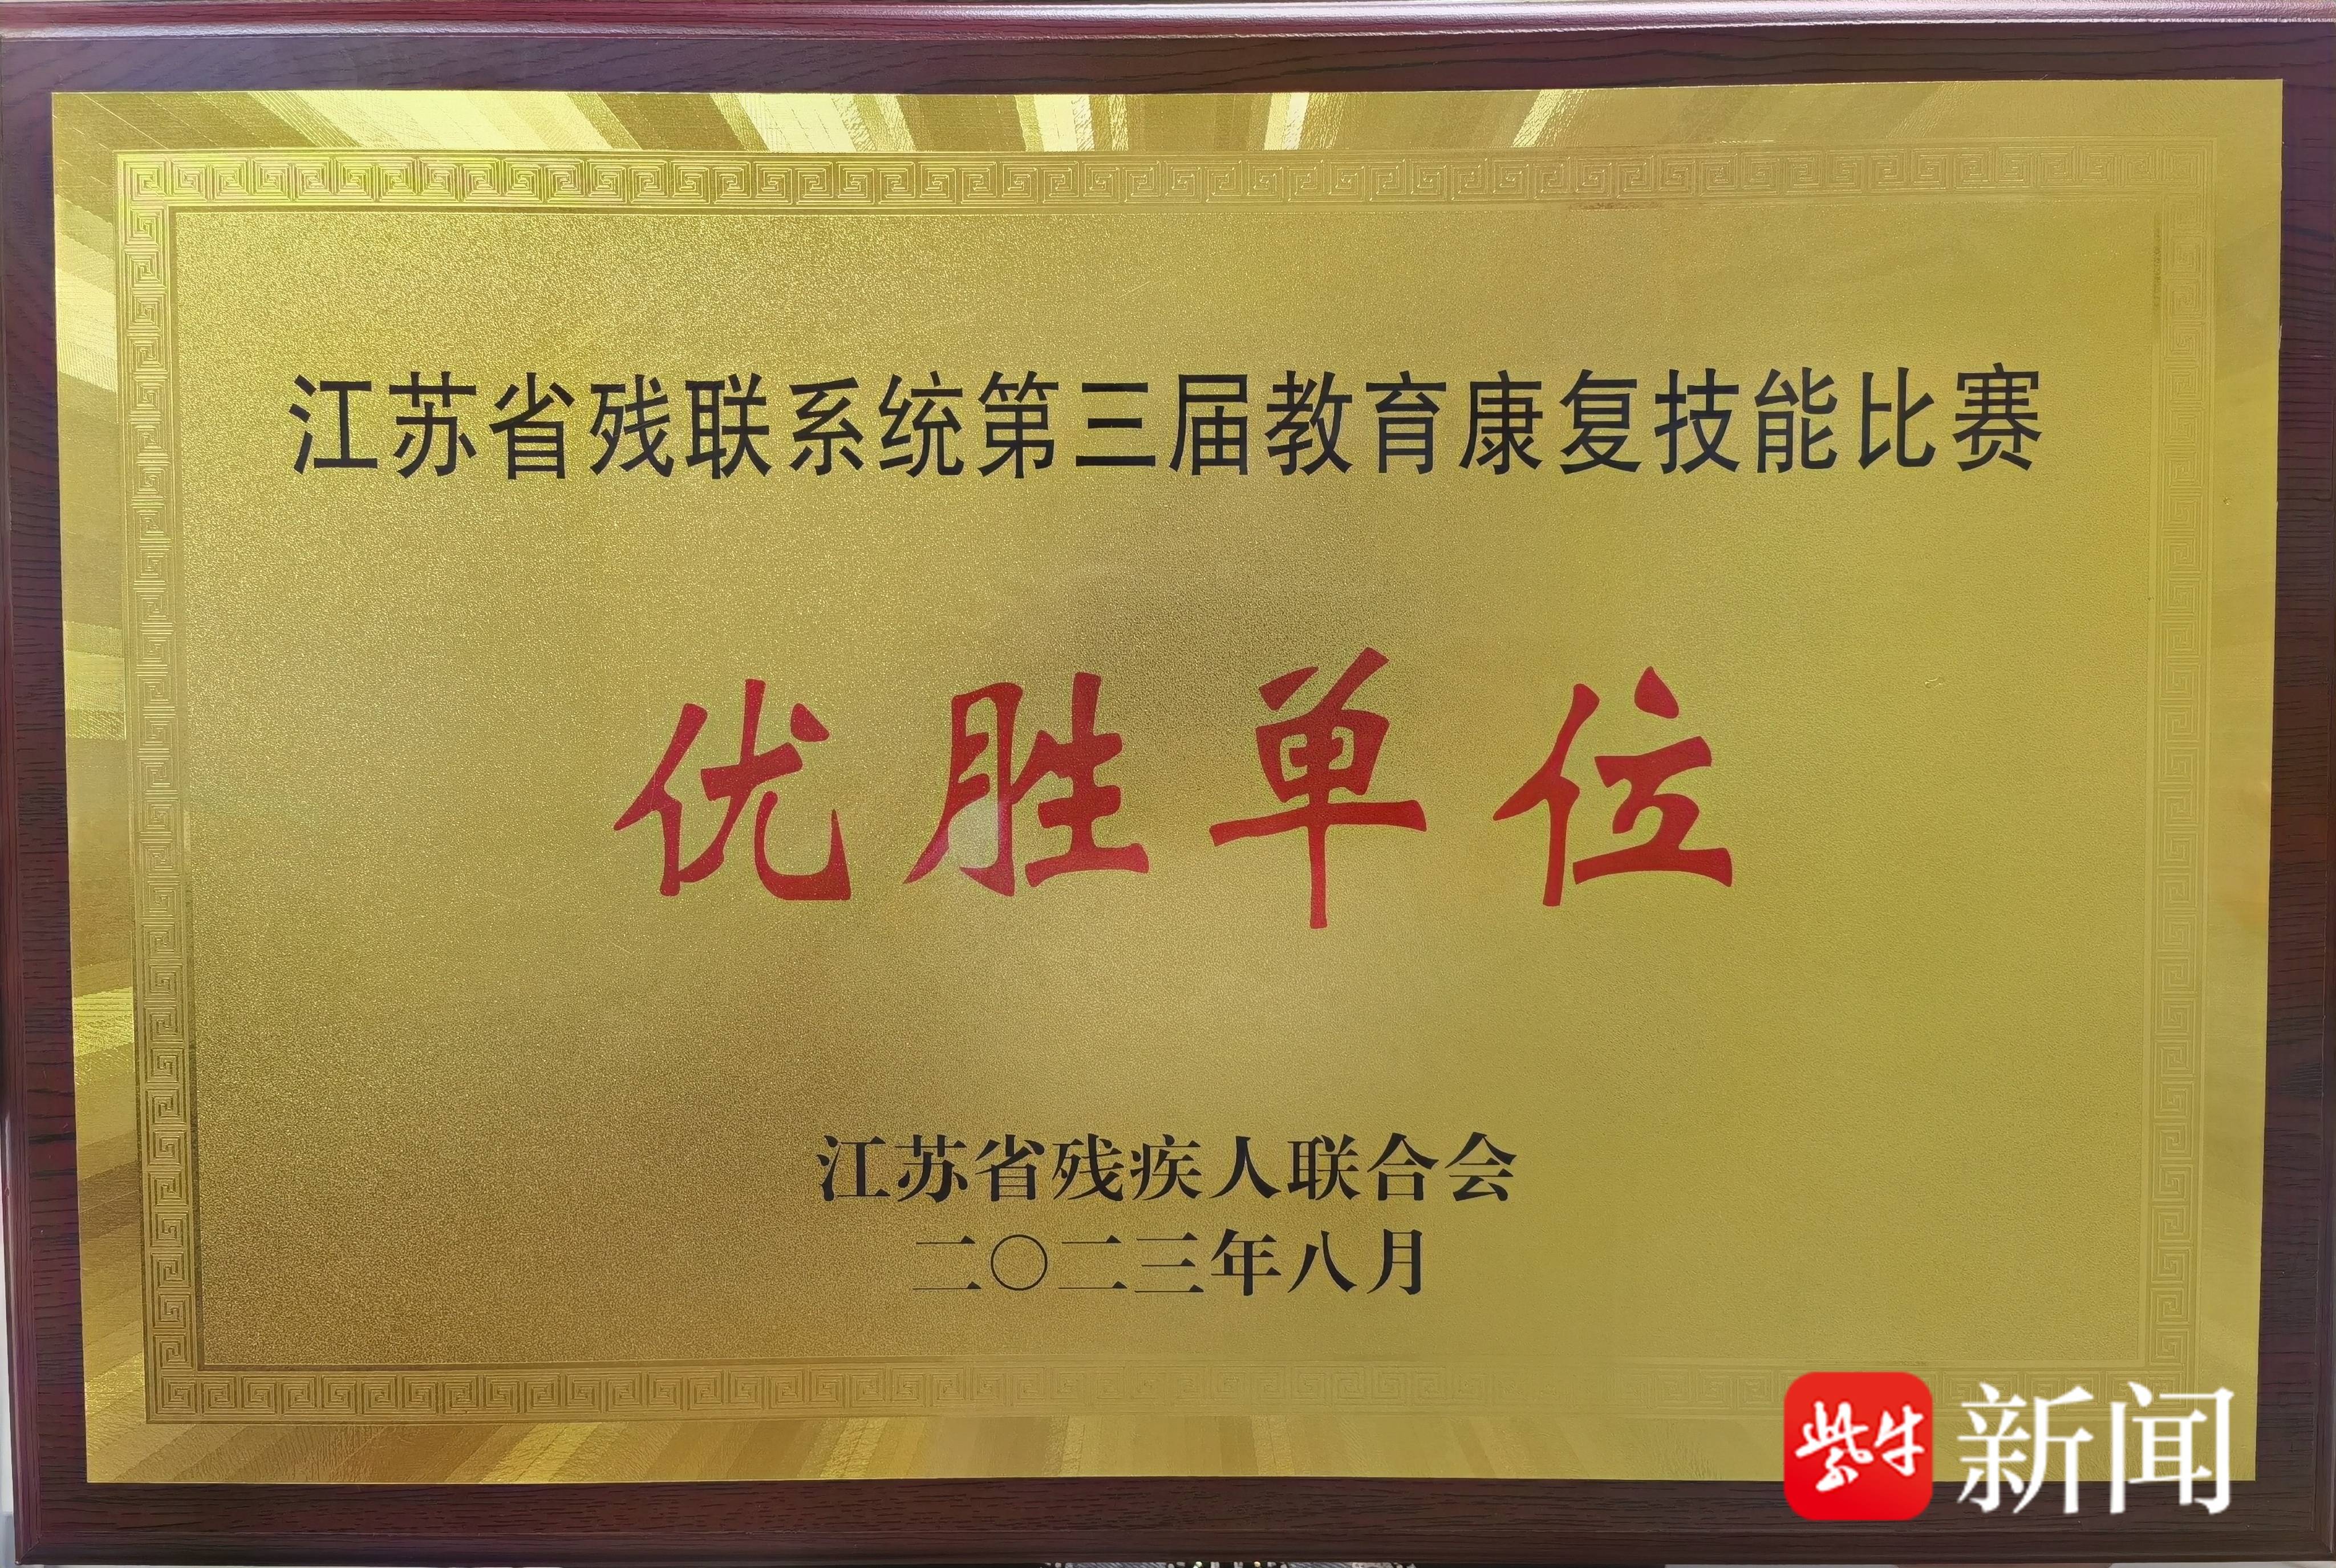 江苏省残联系统第三届教育康复技能比赛
优胜单位
江苏省残疾人联合会
二〇二三年八月
紫牛新闻